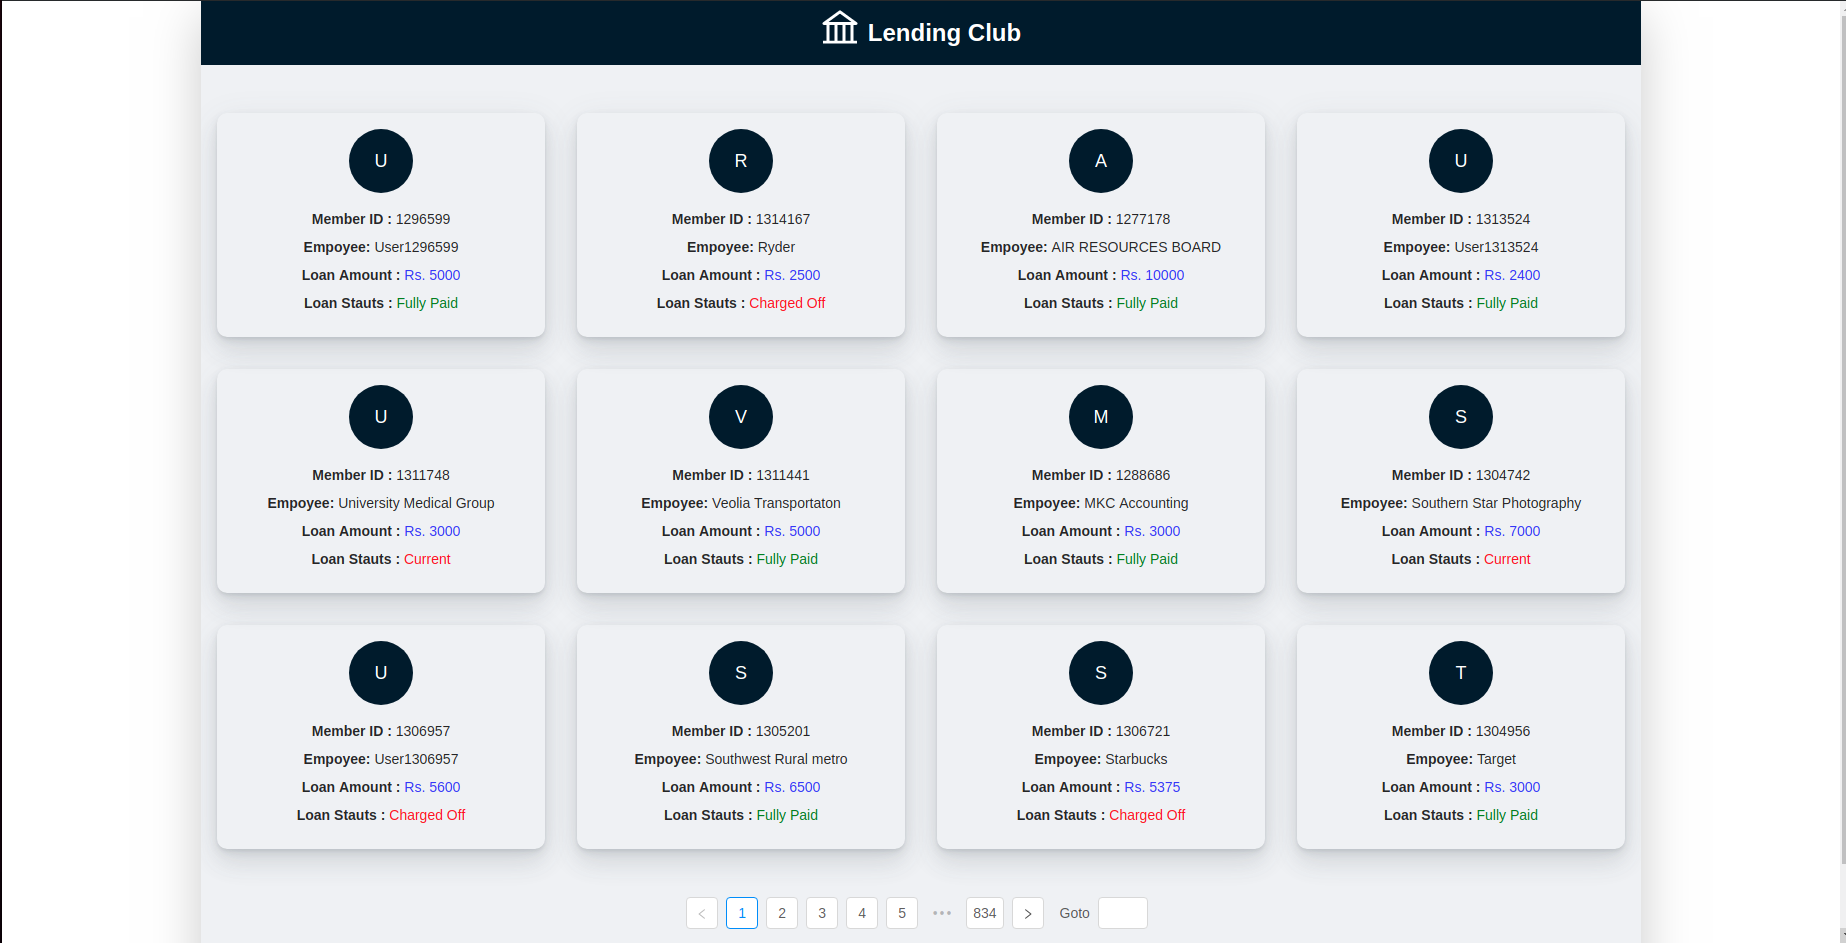 Lending Club
U
Member ID : 1296599
Empoyee: User1296599
Loan Amount : Rs. 5000
Loan Stauts : Fully Paid
R
Member ID : 1314167
Empoyee: Ryder
Loan Amount : Rs. 2500
Loan Stauts : Charged Off
A
Member ID : 1277178
Empoyee: AIR RESOURCES BOARD
Loan Amount : Rs. 10000
Loan Stauts : Fully Paid
U
Member ID : 1313524
Empoyee: User1313524
Loan Amount : Rs. 2400
Loan Stauts : Fully Paid
U
Member ID : 1311748
Empoyee: University Medical Group
Loan Amount : Rs. 3000
Loan Stauts : Current
V
Member ID : 1311441
Empoyee: Veolia Transportaton
Loan Amount : Rs. 5000
Loan Stauts : Fully Paid
M
Member ID : 1288686
Empoyee: MKC Accounting
Loan Amount : Rs. 3000
Loan Stauts : Fully Paid
S
Member ID : 1304742
Empoyee: Southern Star Photography
Loan Amount : Rs. 7000
Loan Stauts : Current
U
Member ID : 1306957
Empoyee: User1306957
Loan Amount : Rs. 5600
Loan Stauts : Charged Off
S
Member ID : 1305201
Empoyee: Southwest Rural metro
Loan Amount : Rs. 6500
Loan Stauts : Fully Paid
S
Member ID : 1306721
Empoyee: Starbucks
Loan Amount : Rs. 5375
Loan Stauts : Charged Off
T
Member ID : 1304956
Empoyee: Target
Loan Amount : Rs. 3000
Loan Stauts : Fully Paid
< 1 2 3 4 5 ••• 834 > Goto